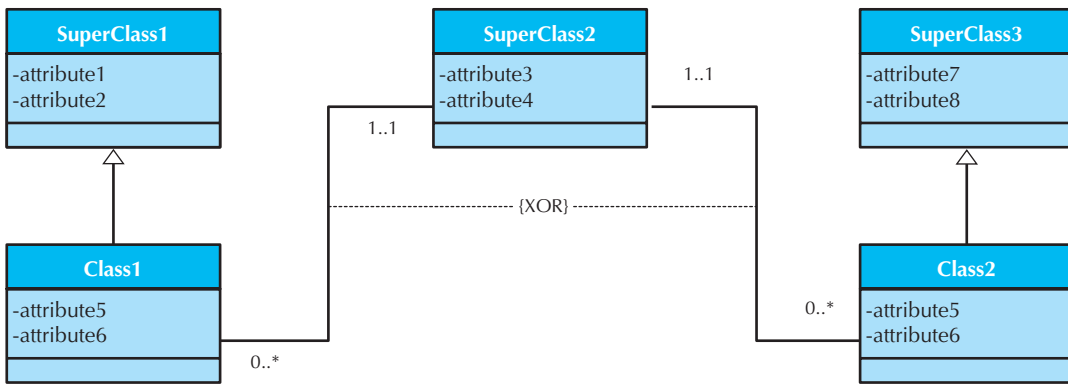 SuperClass1
-attribute1
-attribute2
SuperClass2
-attribute3
-attribute4
SuperClass3
-attribute7
-attribute8
1..1
1..1
{XOR}
Class1
-attribute5
-attribute6
0..*
Class2
-attribute5
-attribute6
0..*